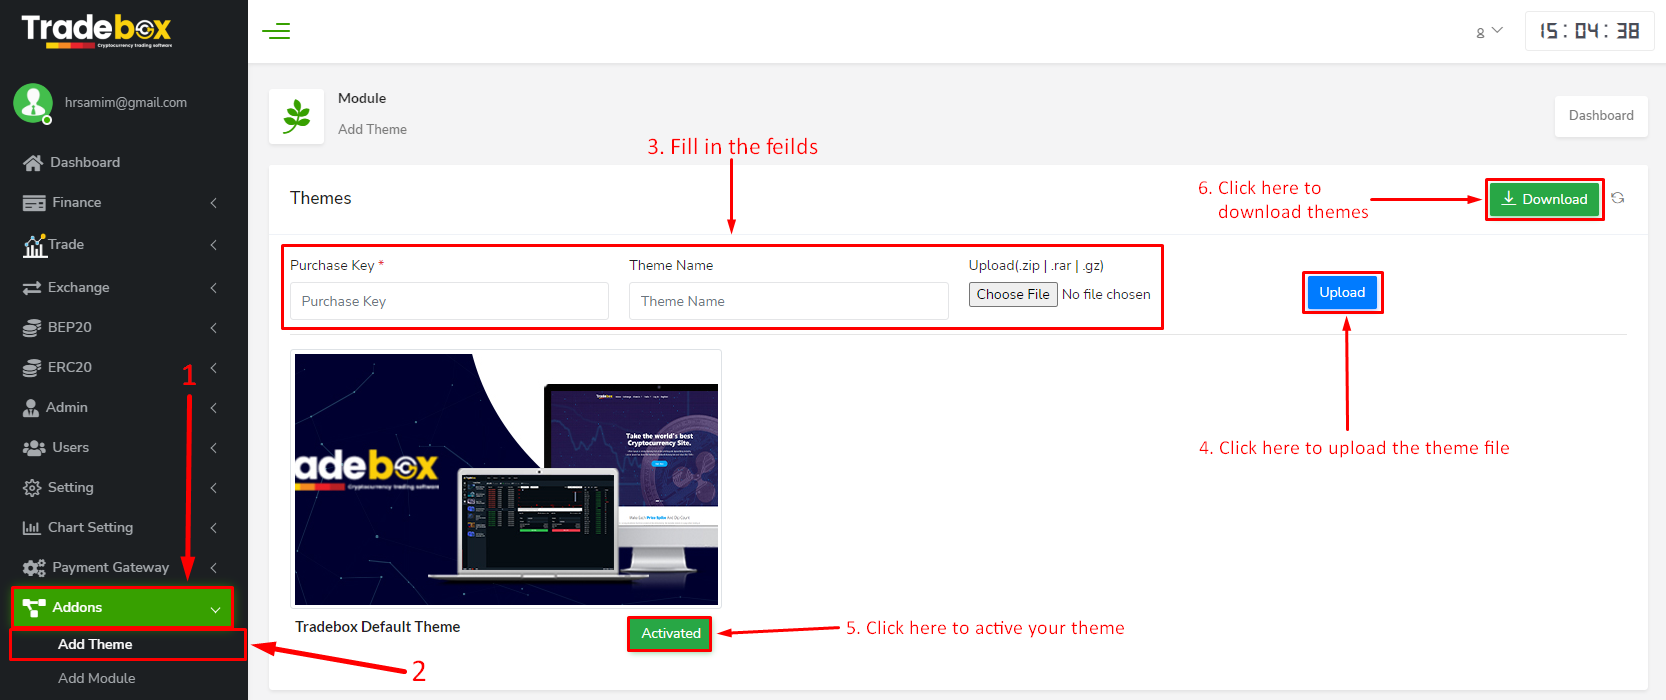 Tradebox
Cryptocurrency trading software
15:04:38
hrsamim@gmail.com
Module
Add Theme
Dashboard
Dashboard
Finance
Trade
Exchange
BEP20
ERC20
Admin
Users
Setting
Chart Setting
Payment Gateway
Addons
Add Theme
Add Module
1
2
3. Fill in the feilds
Themes
6. Click here to
download themes
Download
Purchase Key *
Theme Name
Upload(.zip | .rar | .gz)
Purchase Key
Theme Name
Choose File No file chosen
Upload
4. Click here to upload the theme file
adebox
Cryptocurrency trading software
Tradebox
Take the world's best
Cryptocurrency Site.
Tradebox Default Theme
Activated
5. Click here to active your theme